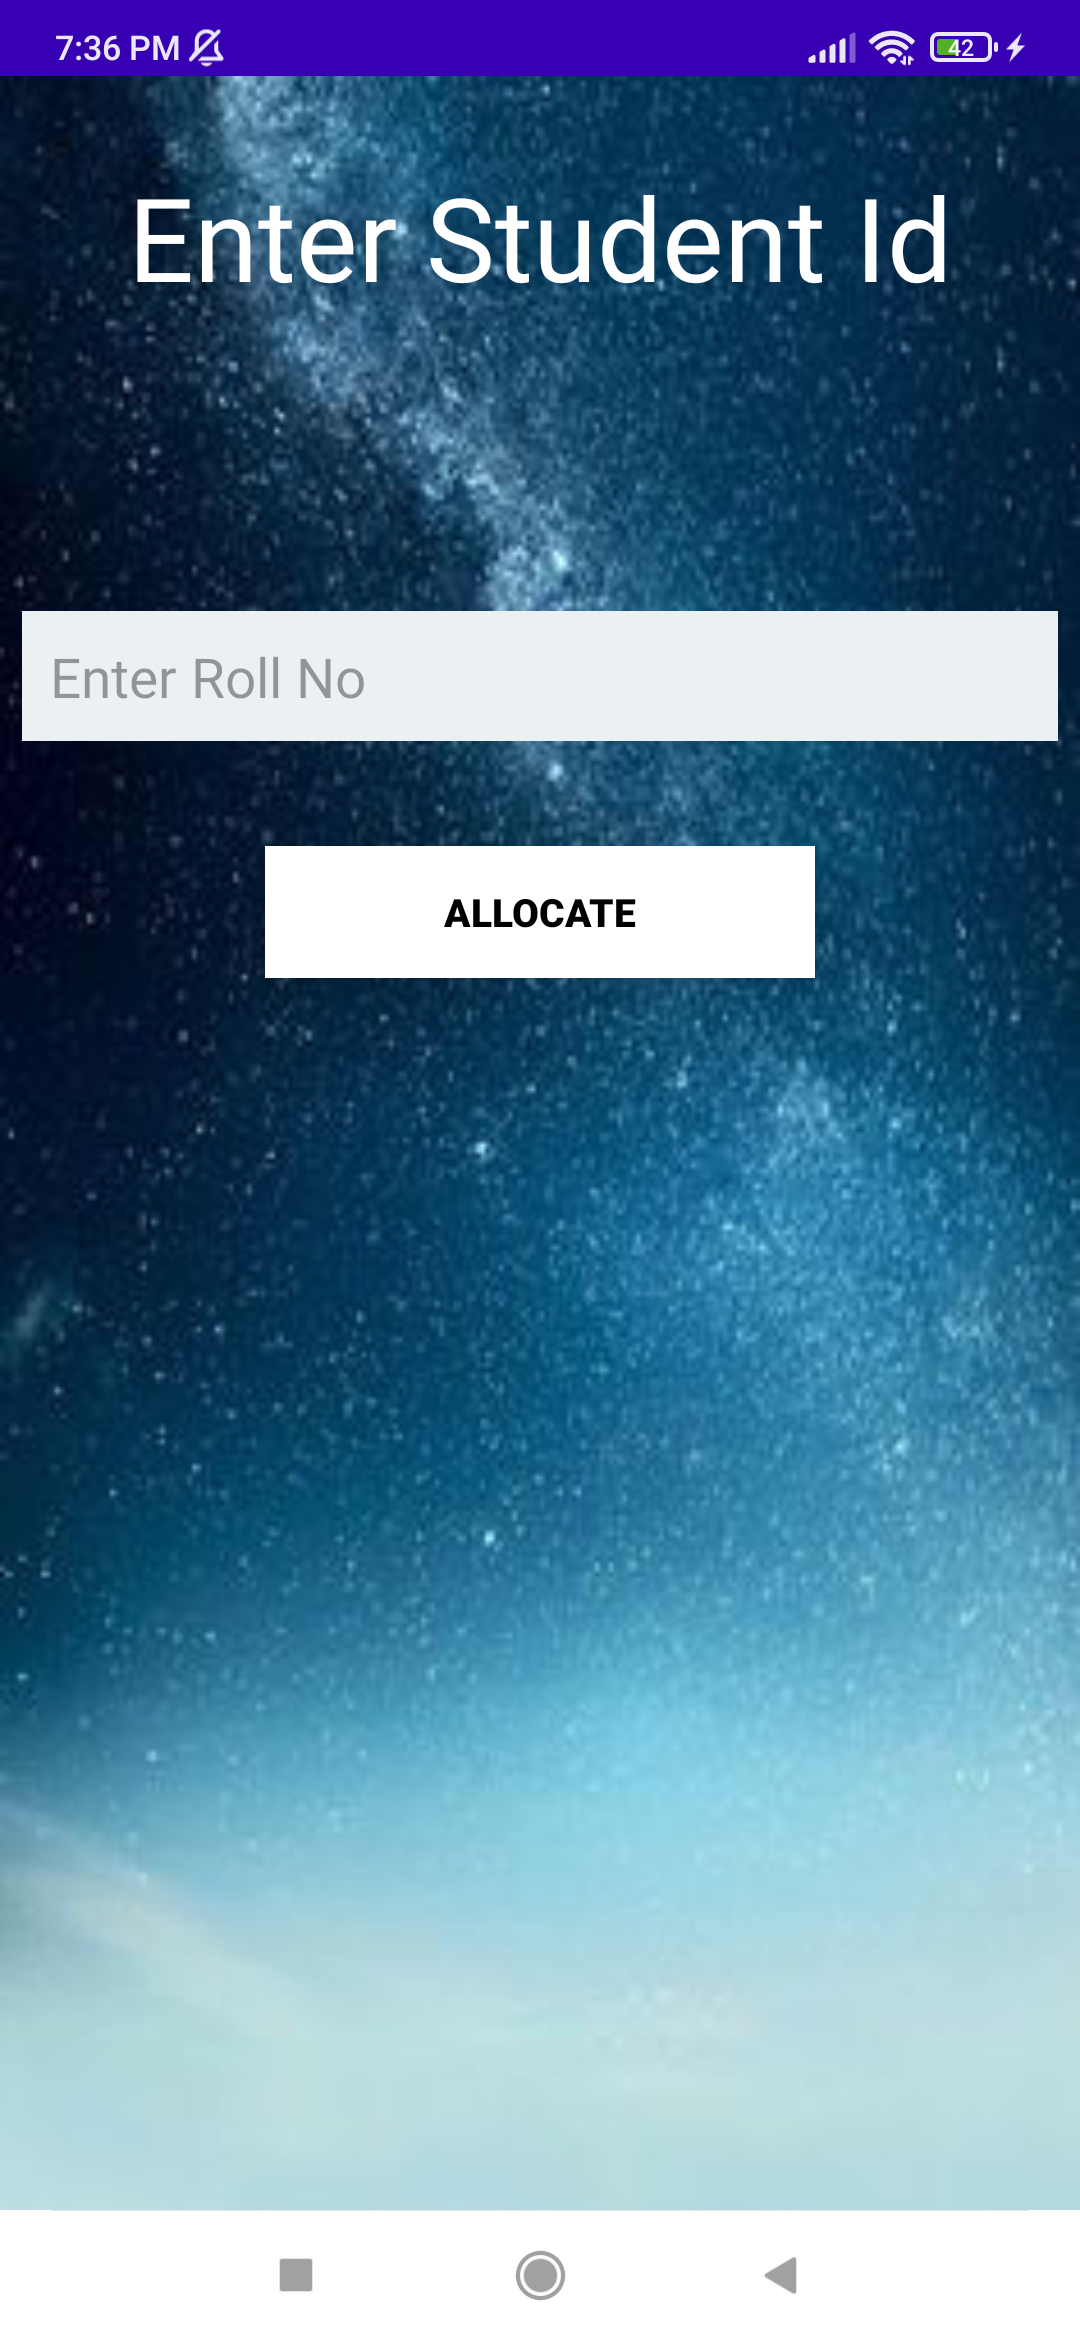 7:36 PM 42
Enter Student Id
Enter Roll No
ALLOCATE